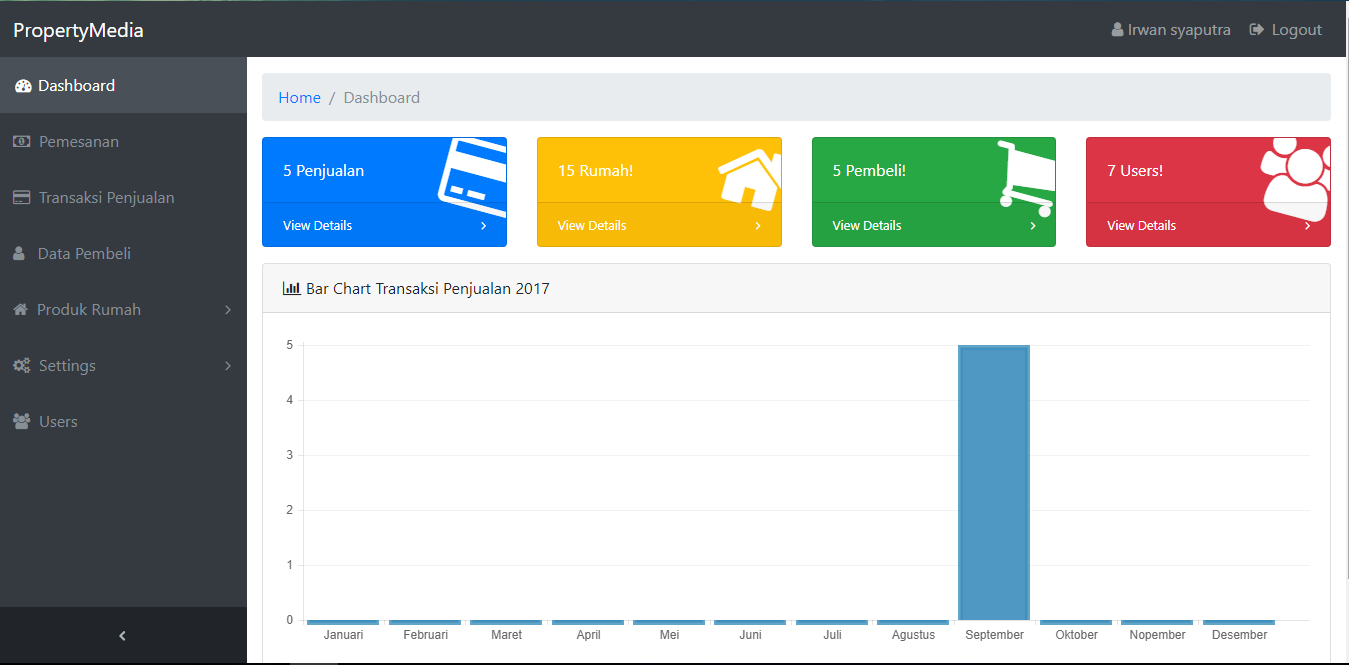 PropertyMedia
Irwan syaputra Logout
Dashboard
Pemesanan
Transaksi Penjualan
Data Pembeli
Produk Rumah
Settings
Users
Home / Dashboard
5 Penjualan
View Details
15 Rumah!
View Details
5 Pembeli!
View Details
7 Users!
View Details
Bar Chart Transaksi Penjualan 2017
5
4
3
2
1
0
Januari Februari Maret April Mei Juni Juli Agustus September Oktober Nopember Desember